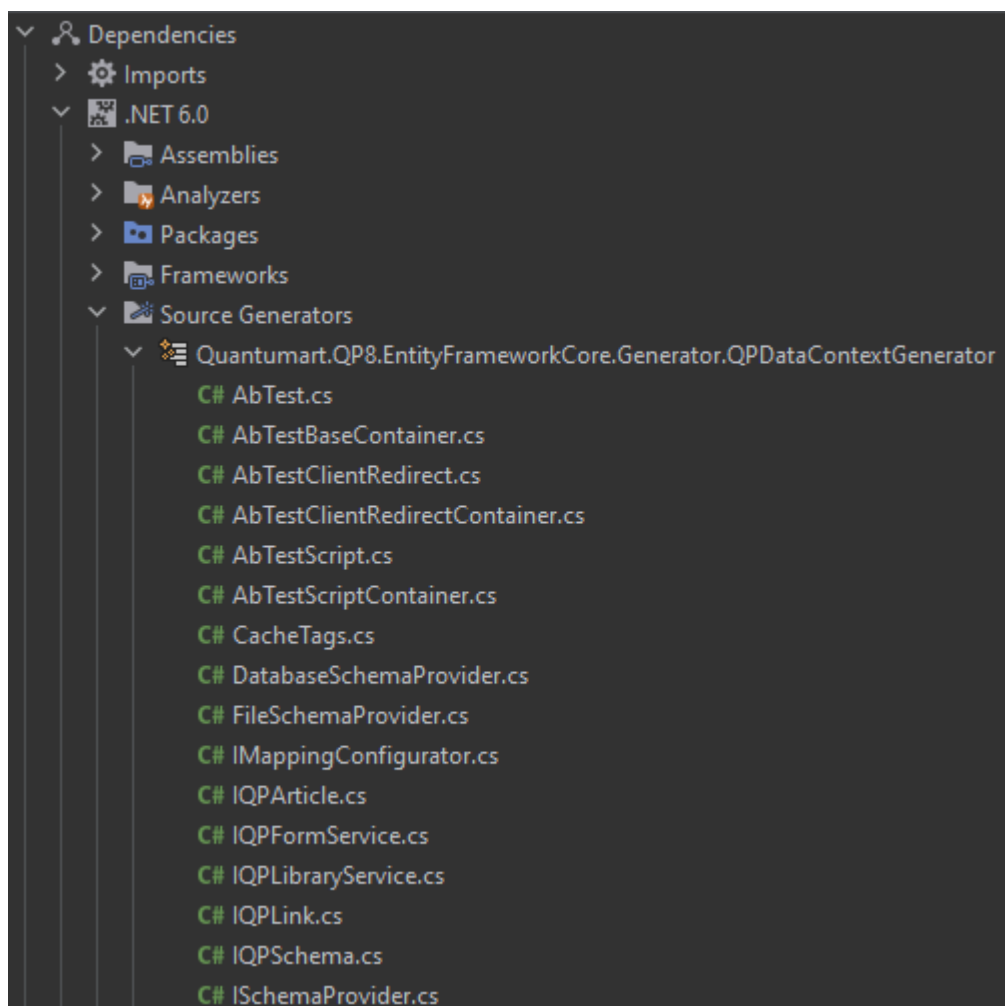 Dependencies
Imports
.NET 6.0
Assemblies
Analyzers
Packages
Frameworks
Source Generators
Quantumart.QP8.EntityFrameworkCore.Generator.QPDataContextGenerator
C# AbTest.cs
C# AbTestBaseContainer.cs
C# AbTestClientRedirect.cs
C# AbTestClientRedirectContainer.cs
C# AbTestScript.cs
C# AbTestScriptContainer.cs
C# CacheTags.cs
C# DatabaseSchemaProvider.cs
C# FileSchemaProvider.cs
C# IMappingConfigurator.cs
C# IQPArticle.cs
C# IQPFormService.cs
C# IQPLibraryService.cs
C# IQPLink.cs
C# IQPSchema.cs
C# ISchemaProvider.cs